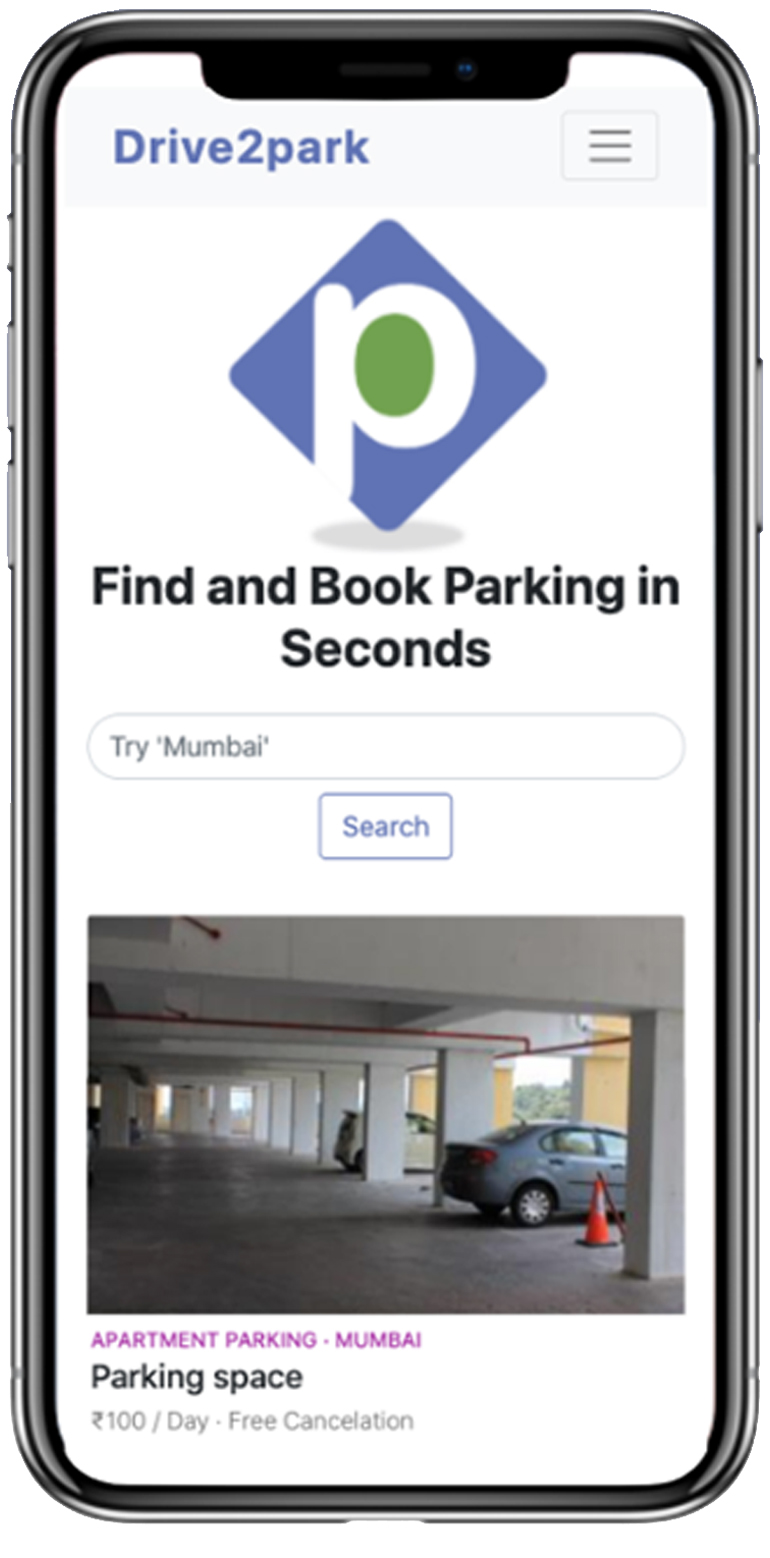 Drive2park
p
Find and Book Parking in
Seconds
Try 'Mumbai'
Search
APARTMENT PARKING · MUMBAI
Parking space
₹100 / Day · Free Cancelation